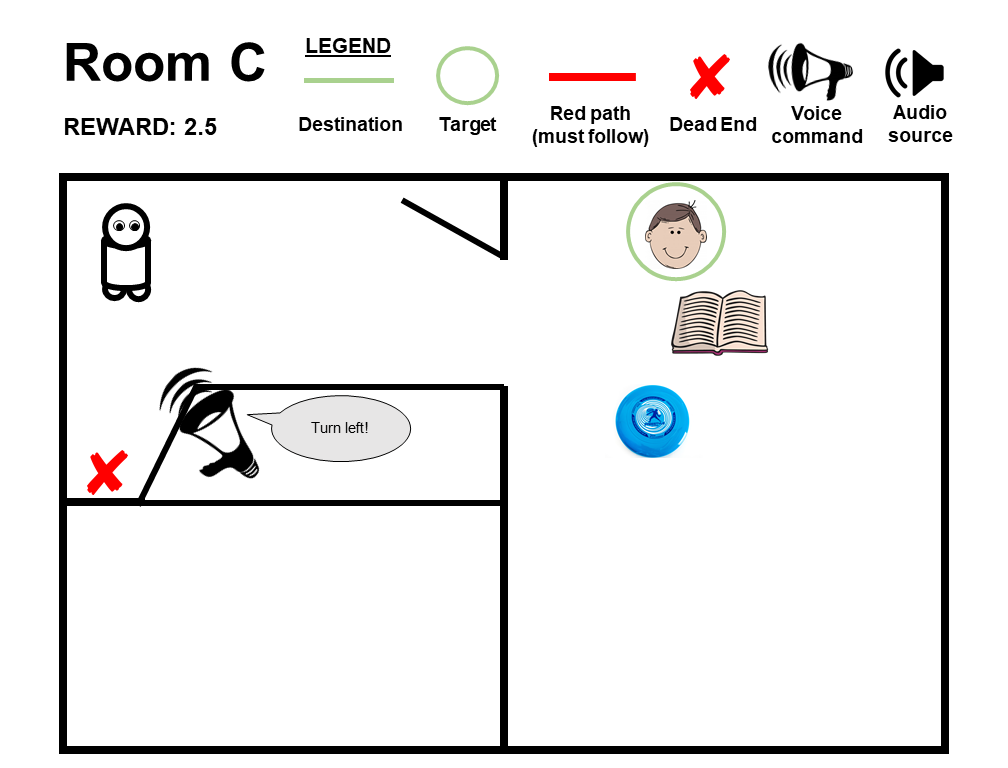 Room C
REWARD: 2.5
LEGEND
Destination
Target
Red path
(must follow)
Dead End
Voice
command
Audio
source
Turn left!